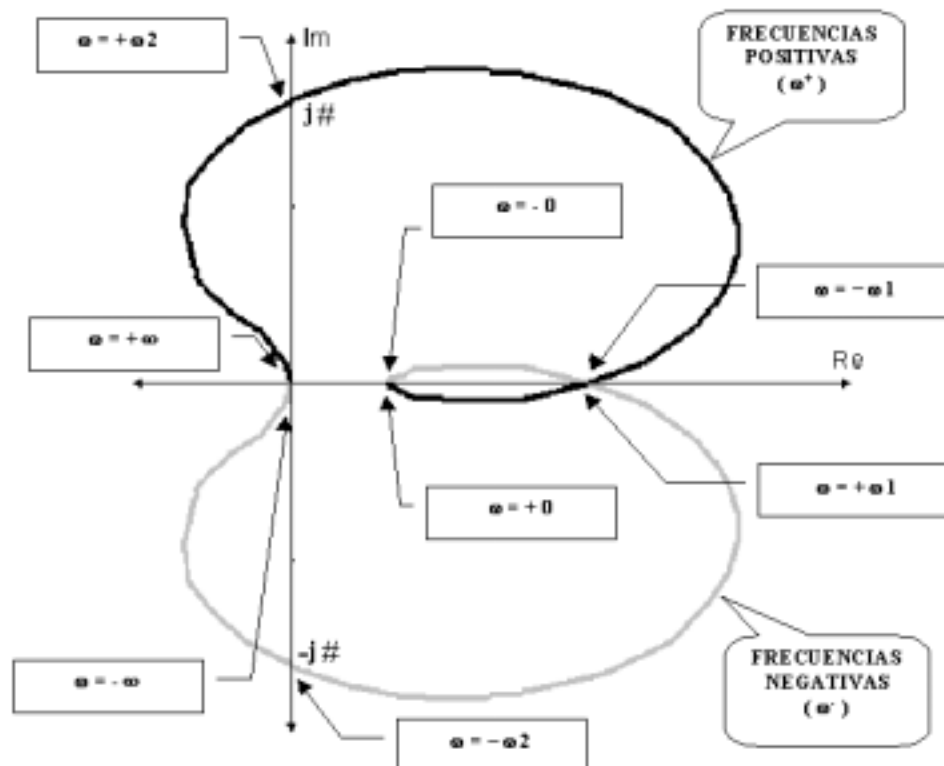 ω = + ω2
Im
FRECUENCIAS
POSITIVAS
( ω⁺ )
j#
ω = - 0
ω = − ω1
ω = + ∞
Re
ω = + 0
ω = + ω1
-j#
ω = - ∞
FRECUENCIAS
NEGATIVAS
( ω⁻ )
ω = − ω2